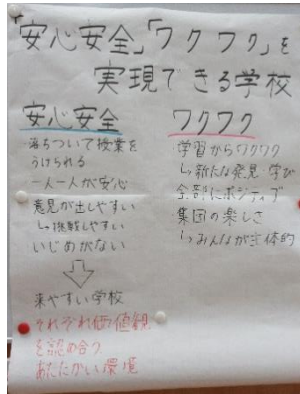 「安心安全」「ワクワク」を
実現できる学校
安心安全
・落ちついて授業を
うけられる
一人一人が安心
意見が出しやすい
↳挑戦しやすい
いじめがない
来やすい学校
それぞれ価値観
を認め合う
あたたかい環境
ワクワク
・学習からワクワク
↳新たな発見・学び
全部にポジティブ
集団の楽しさ
↳みんなが主体的